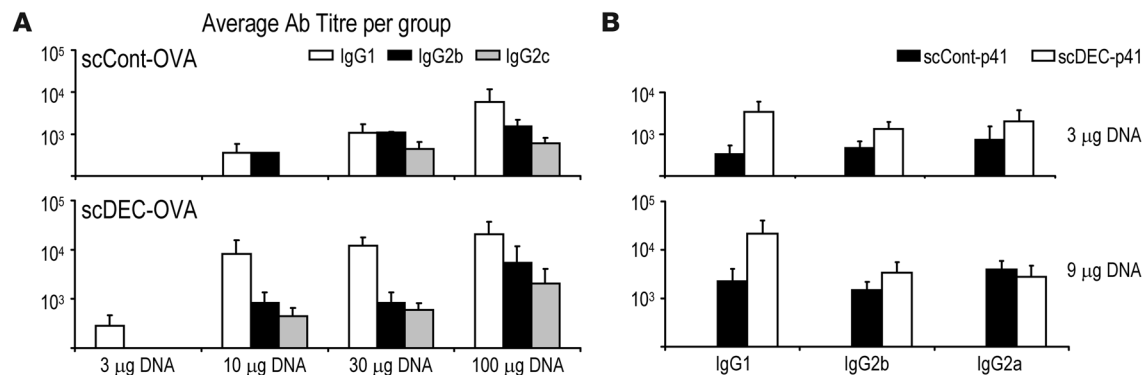 A
Average Ab Titre per group
10⁵
scCont-OVA
IgG1 IgG2b IgG2c
10⁴
10³
10⁵
scDEC-OVA
10⁴
10³
3 µg DNA 10 µg DNA 30 µg DNA 100 µg DNA
B
scCont-p41 scDEC-p41
10⁴
10³
3 µg DNA
10⁵
10⁴
10³
9 µg DNA
IgG1 IgG2b IgG2a